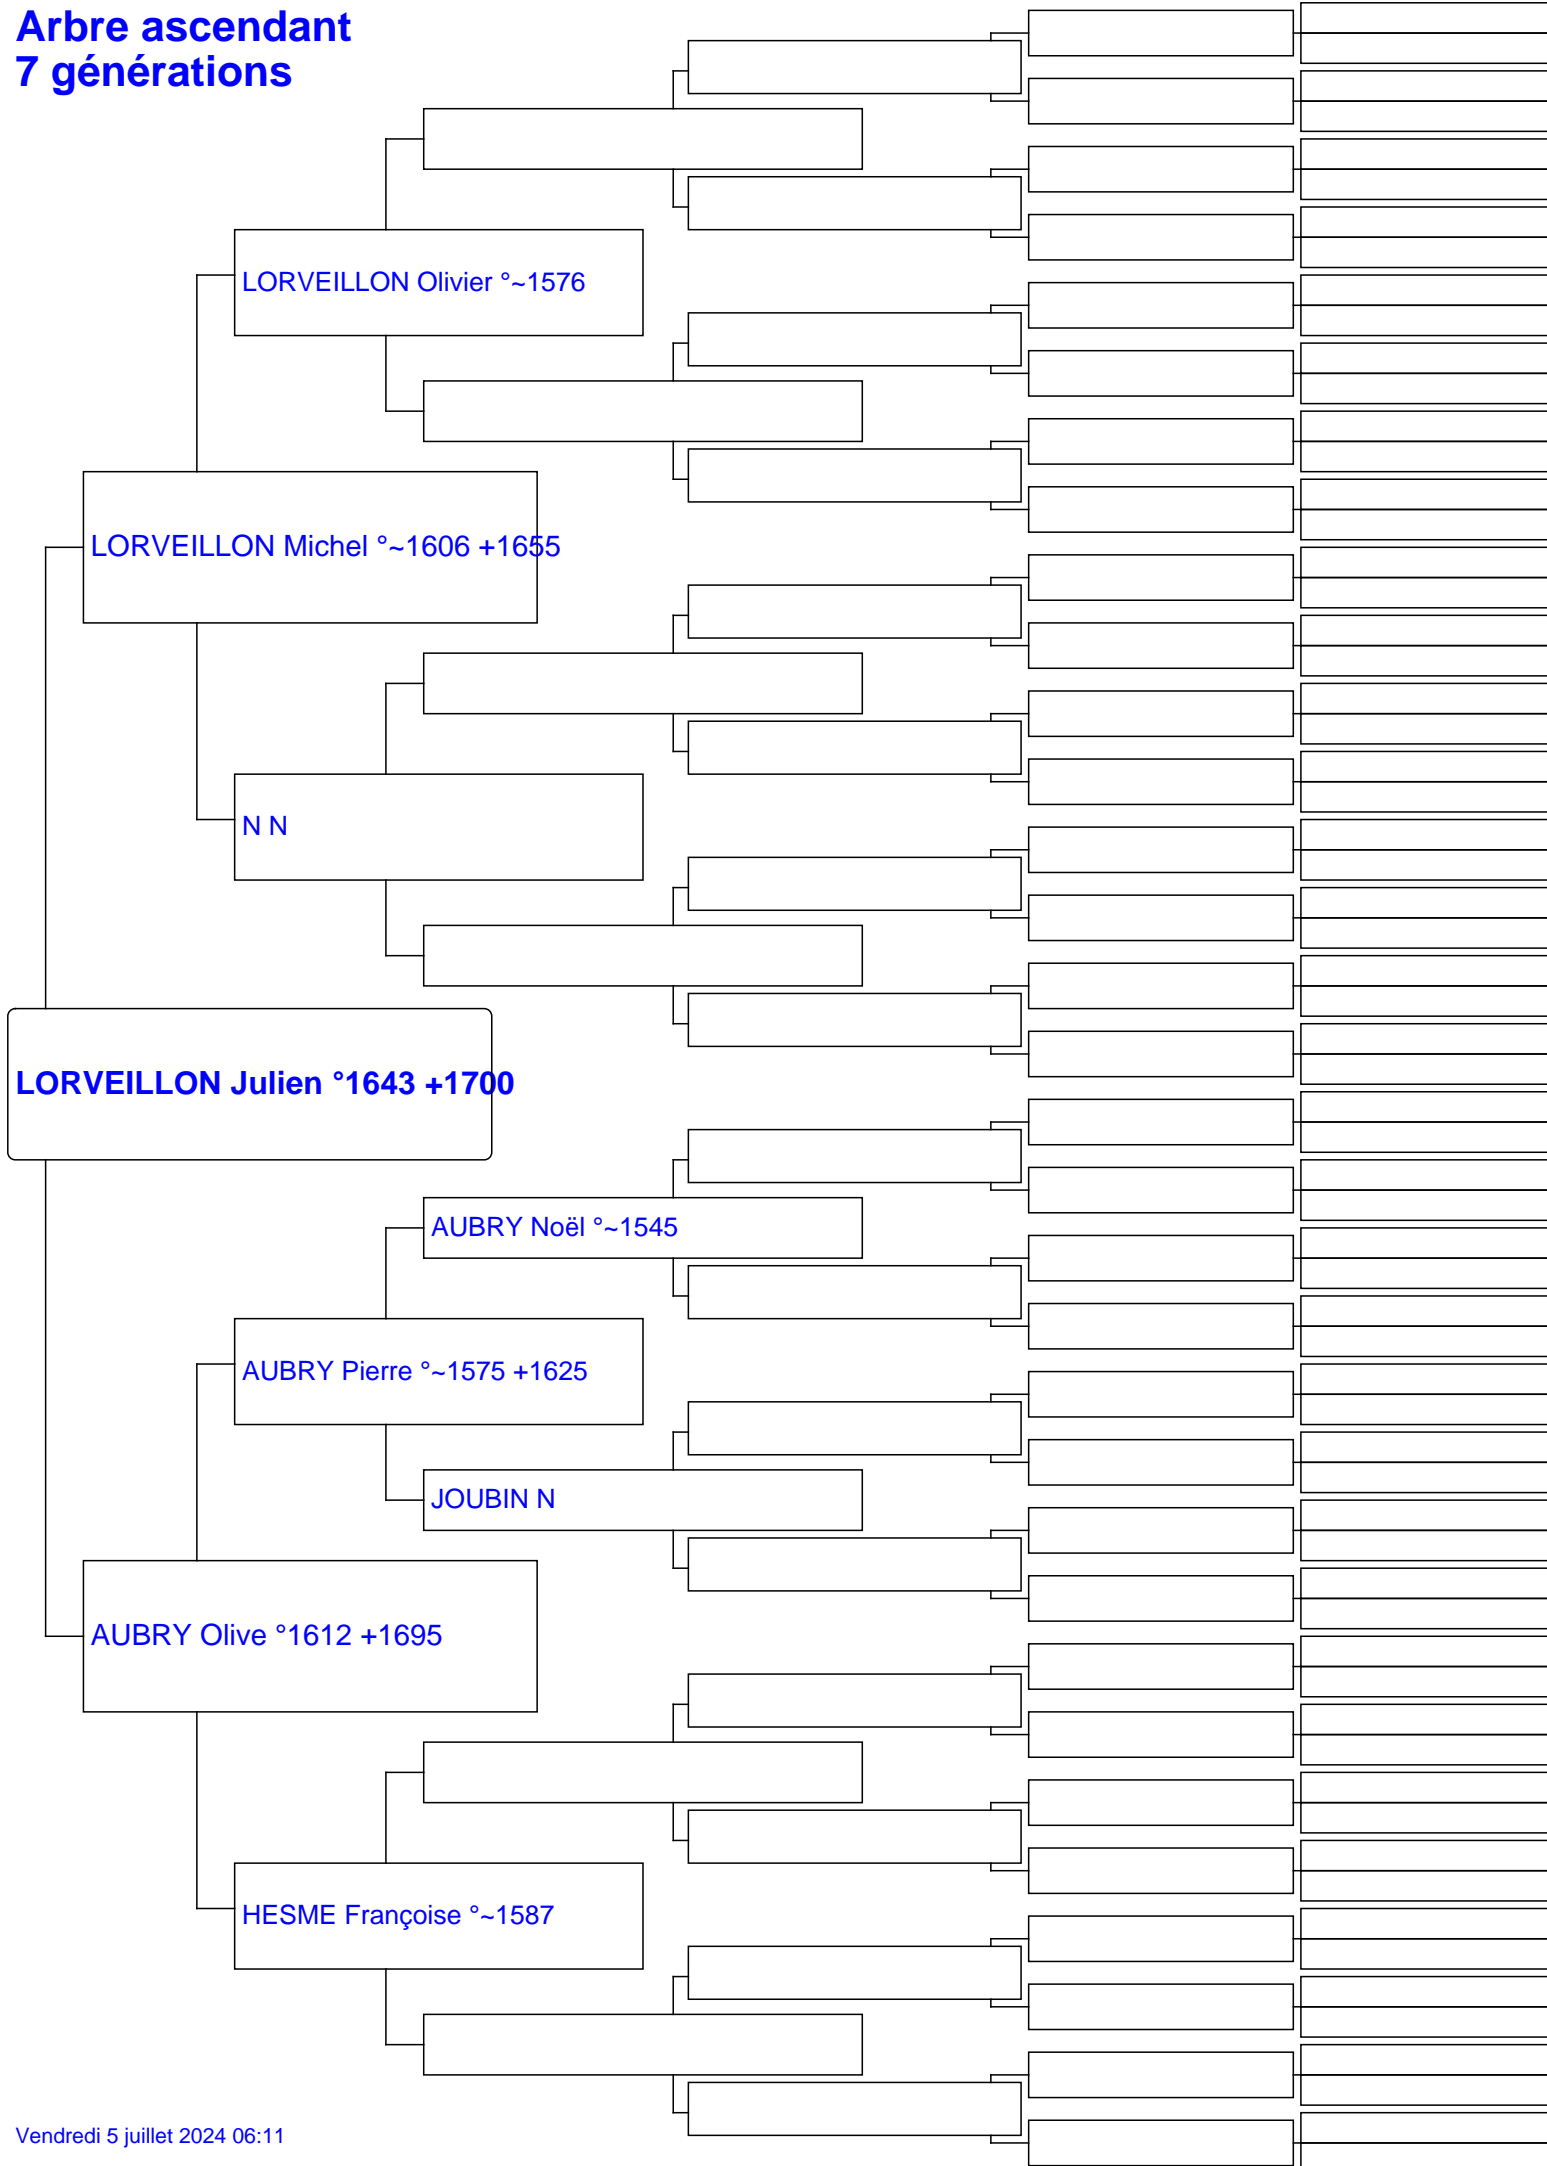 Arbre ascendant
7 générations
LORVEILLON Olivier °~1576
LORVEILLON Michel °~1606 +1655
N N
LORVEILLON Julien °1643 +1700
AUBRY Noël °~1545
AUBRY Pierre °~1575 +1625
JOUBIN N
AUBRY Olive °1612 +1695
HESME Françoise °~1587
Vendredi 5 juillet 2024 06:11